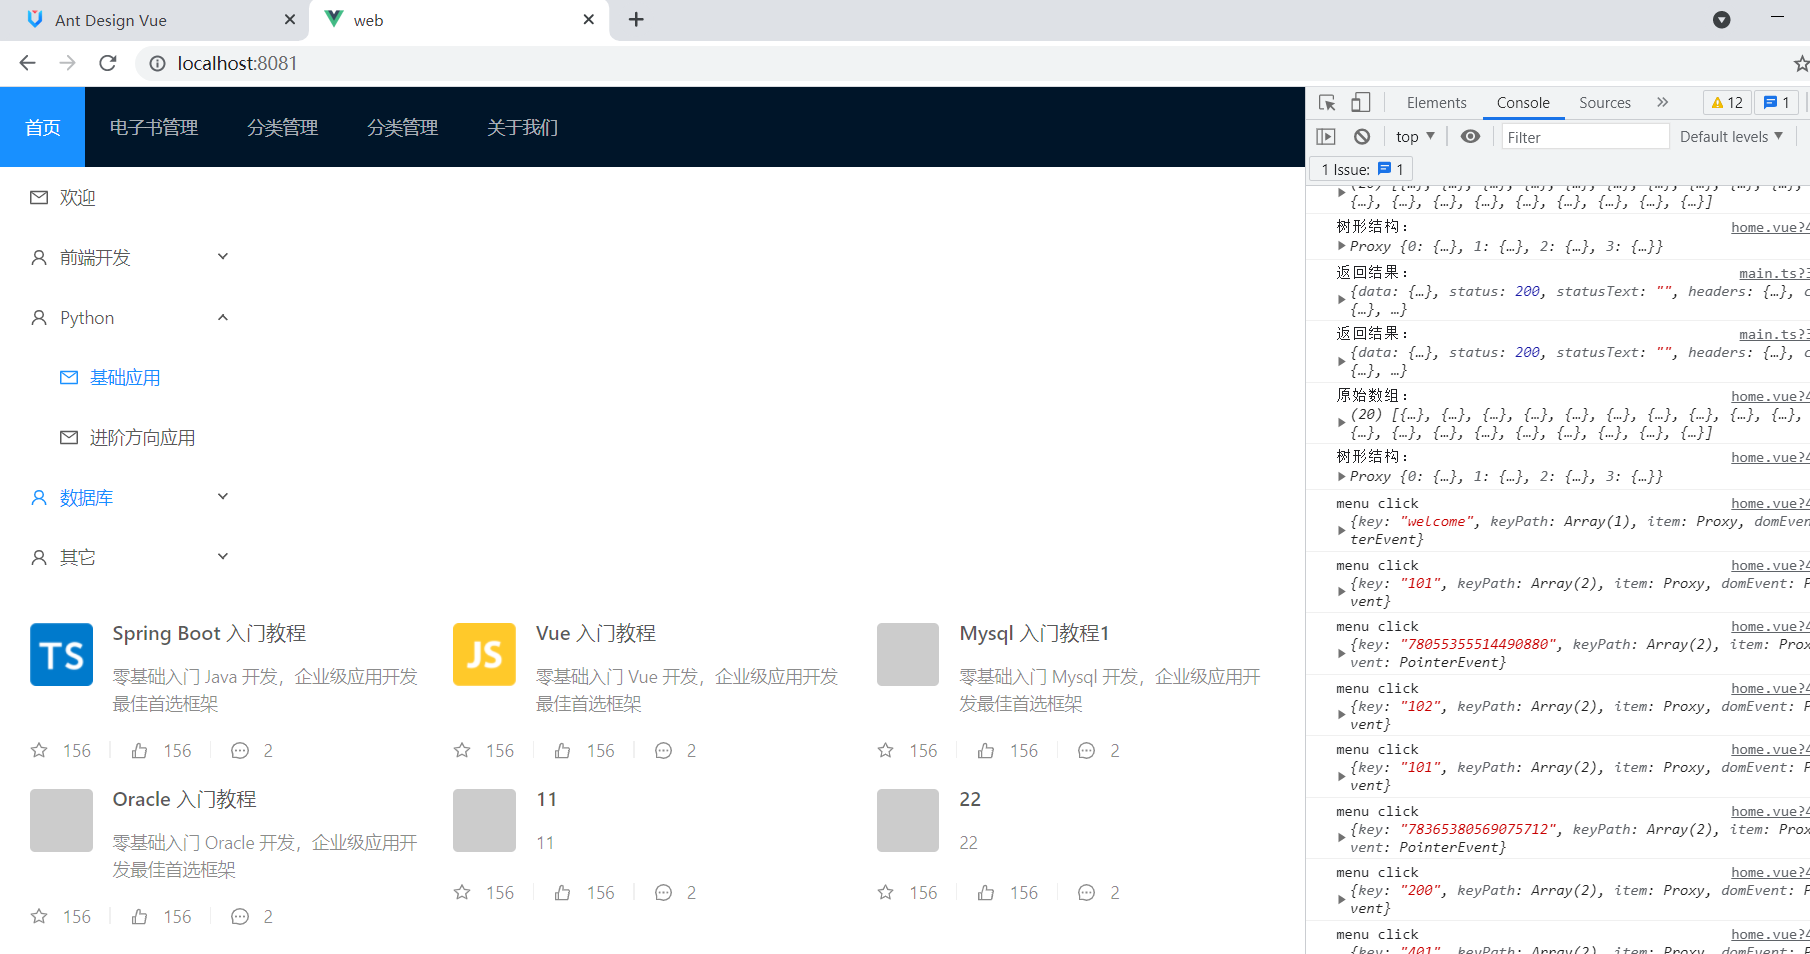 Ant Design Vue
web
localhost:8081
首页
电子书管理
分类管理
分类管理
关于我们
欢迎
前端开发
Python
基础应用
进阶方向应用
数据库
其它
Spring Boot 入门教程
零基础入门 Java 开发，企业级应用开发
最佳首选框架
156
156
2
Vue 入门教程
零基础入门 Vue 开发，企业级应用开发
最佳首选框架
156
156
2
Mysql 入门教程1
零基础入门 Mysql 开发，企业级应用开
发最佳首选框架
156
156
2
Oracle 入门教程
零基础入门 Oracle 开发，企业级应用开
发最佳首选框架
156
156
2
11
11
156
156
2
22
22
156
156
2
Elements
Console
Sources
12
1
top
Filter
Default levels
1 Issue:
1
{…}, {…}, {…}, {…}, {…}, {…}, {…}, {…}, {…}]
树形结构：
home.vue?4
Proxy {0: {…}, 1: {…}, 2: {…}, 3: {…}}
返回结果：
main.ts?3
{data: {…}, status: 200, statusText: "", headers: {…}, c
{…}, …}
返回结果：
main.ts?3
{data: {…}, status: 200, statusText: "", headers: {…}, c
{…}, …}
原始数组：
home.vue?4
(20) [{…}, {…}, {…}, {…}, {…}, {…}, {…}, {…}, {…}, {…},
{…}, {…}, {…}, {…}, {…}, {…}, {…}, {…}, {…}]
树形结构：
home.vue?4
Proxy {0: {…}, 1: {…}, 2: {…}, 3: {…}}
menu click
home.vue?4
{key: "welcome", keyPath: Array(1), item: Proxy, domEven
terEvent}
menu click
home.vue?4
{key: "101", keyPath: Array(2), item: Proxy, domEvent: P
vent}
menu click
home.vue?4
{key: "78055355514490880", keyPath: Array(2), item: Prox
vent: PointerEvent}
menu click
home.vue?4
{key: "102", keyPath: Array(2), item: Proxy, domEvent: P
vent}
menu click
home.vue?4
{key: "101", keyPath: Array(2), item: Proxy, domEvent: P
vent}
menu click
home.vue?4
{key: "78365380569075712", keyPath: Array(2), item: Prox
vent: PointerEvent}
menu click
home.vue?4
{key: "200", keyPath: Array(2), item: Proxy, domEvent: P
vent}
menu click
home.vue?4
{key: "401", keyPath: Array(2), item: Proxy, domEvent: P
TS
JS